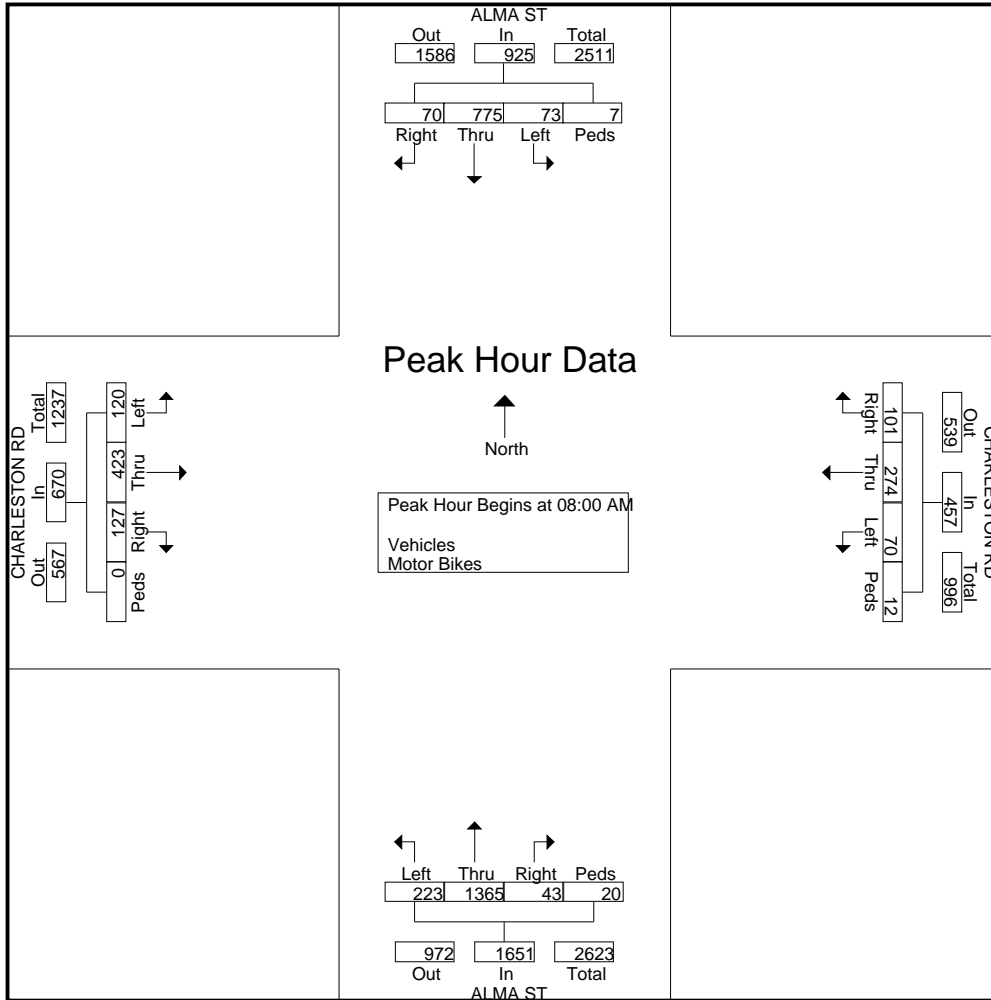 ALMA ST
Out In Total
1586 925 2511
70 775 73 7
Right Thru Left Peds
Peak Hour Data
North
Peak Hour Begins at 08:00 AM
Vehicles
Motor Bikes
CHARLESTON RD
Total In Out
1237 670 567
120 423 127 0
Left Thru Right Peds
CHARLESTON RD
Out In Total
539 457 996
101 274 70 12
Right Thru Left Peds
Left Thru Right Peds
223 1365 43 20
972 1651 2623
Out In Total
ALMA ST